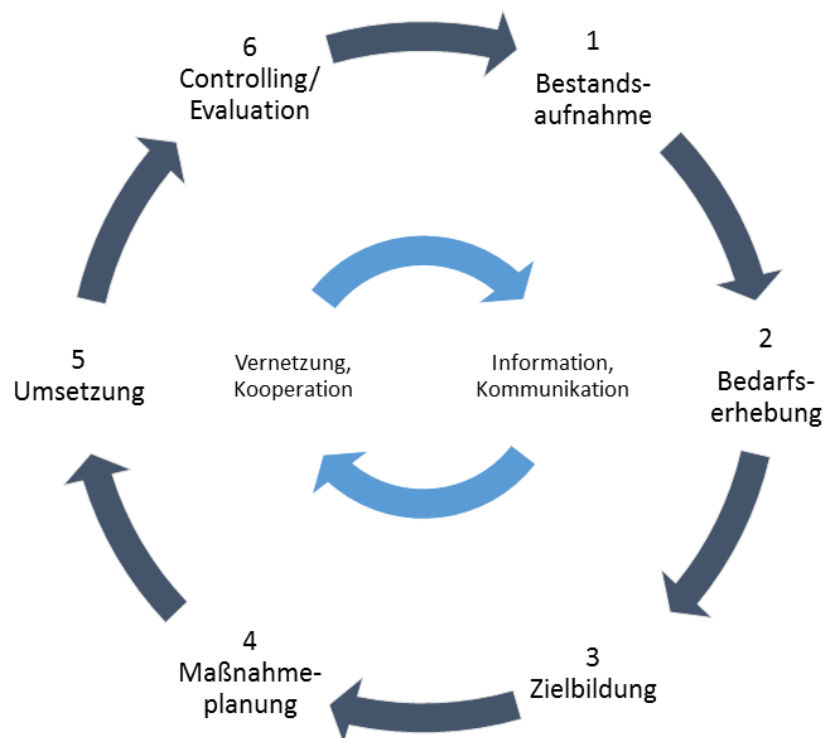 1
Bestands-
aufnahme
2
Bedarfs-
erhebung
3
Zielbildung
4
Maßnahme-
planung
5
Umsetzung
6
Controlling/
Evaluation
Vernetzung,
Kooperation
Information,
Kommunikation